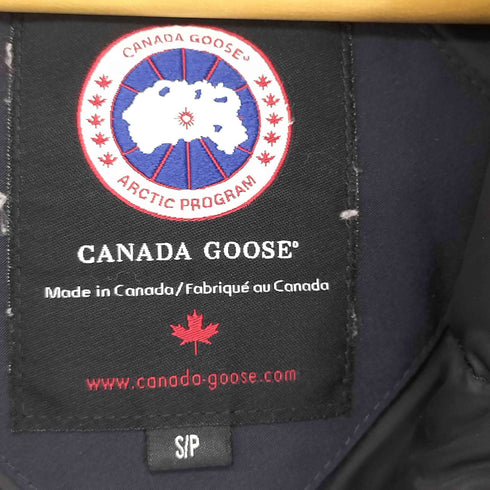 CANADA GOOSE®
ARCTIC PROGRAM
CANADA GOOSE®
Made in Canada/Fabriqué au Canada
www.canada-goose.com
S/P